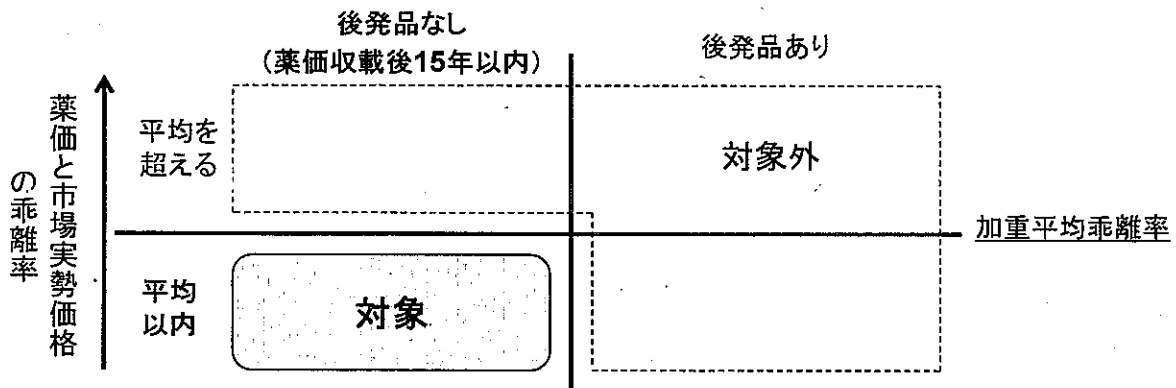 後発品なし
(薬価収載後15年以内)
後発品あり
薬価と市場実勢価格
の乖離率
平均を
超える
対象外
加重平均乖離率
平均
以内
対象